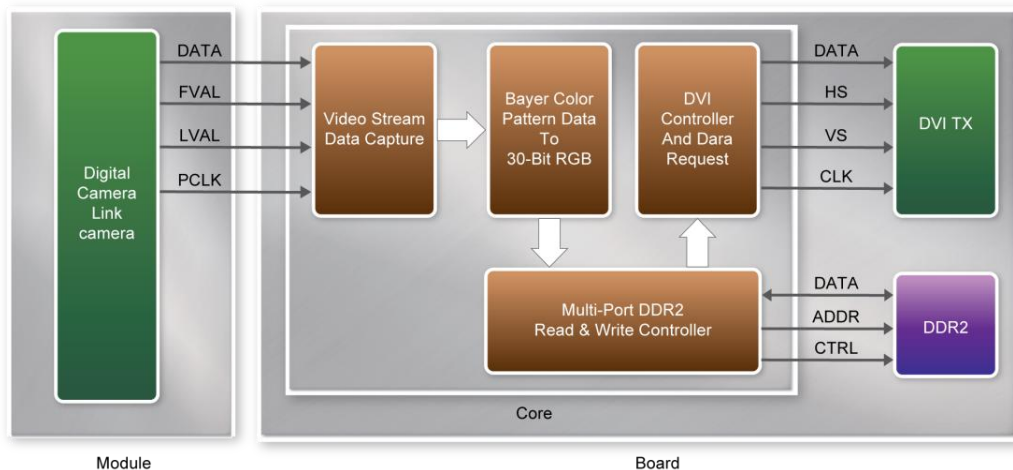 Digital
Camera
Link
camera
DATA
FVAL
LVAL
PCLK
Video Stream
Data Capture
Bayer Color
Pattern Data
To
30-Bit RGB
DVI
Controller
And Dara
Request
DATA
HS
VS
CLK
DVI TX
Multi-Port DDR2
Read & Write Controller
DATA
ADDR
CTRL
DDR2
Core
Module
Board